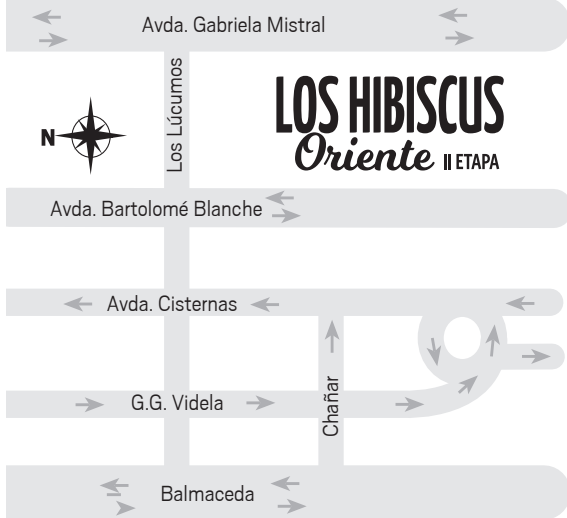 Avda. Gabriela Mistral
Los Lúcumos
LOS HIBISCUS
Oriente II ETAPA
N
Avda. Bartolomé Blanche
Avda. Cisternas
G.G. Videla
Chañar
Balmaceda